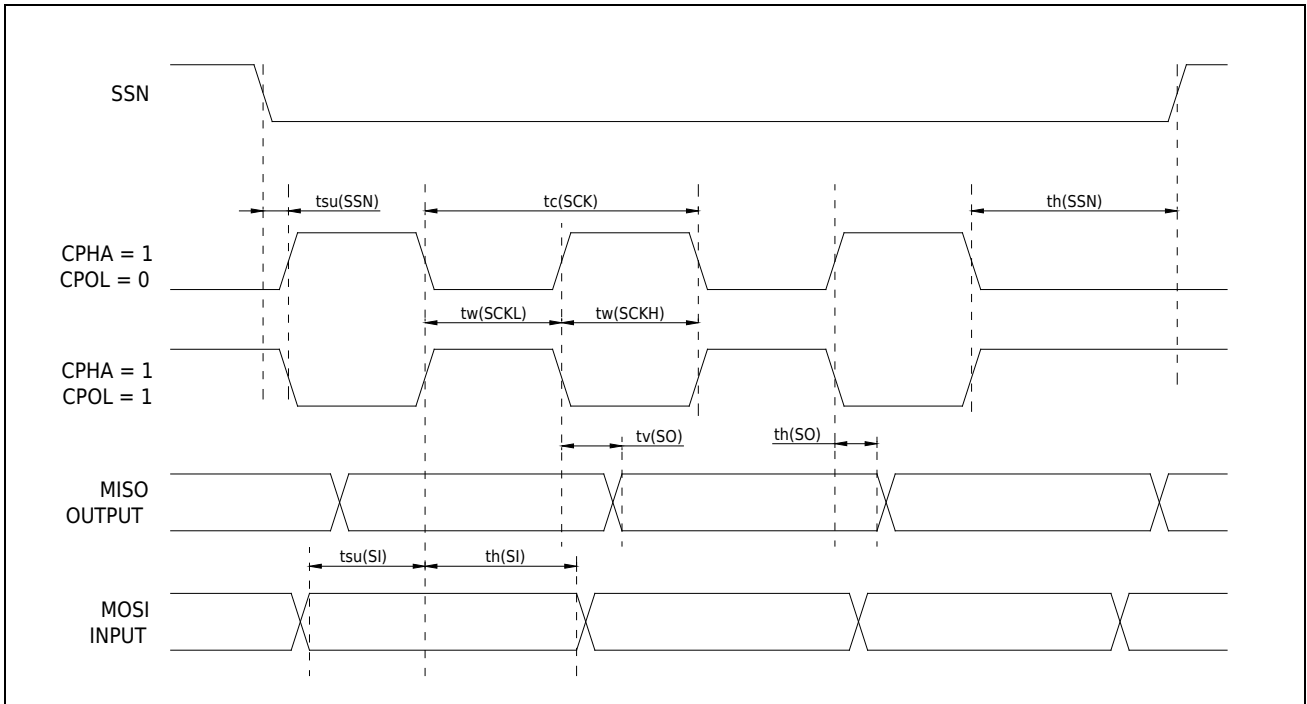 SSN
tsu(SSN)
tc(SCK)
th(SSN)
CPHA = 1
CPOL = 0
tw(SCKL)
tw(SCKH)
CPHA = 1
CPOL = 1
tv(SO)
th(SO)
MISO
OUTPUT
tsu(SI)
th(SI)
MOSI
INPUT